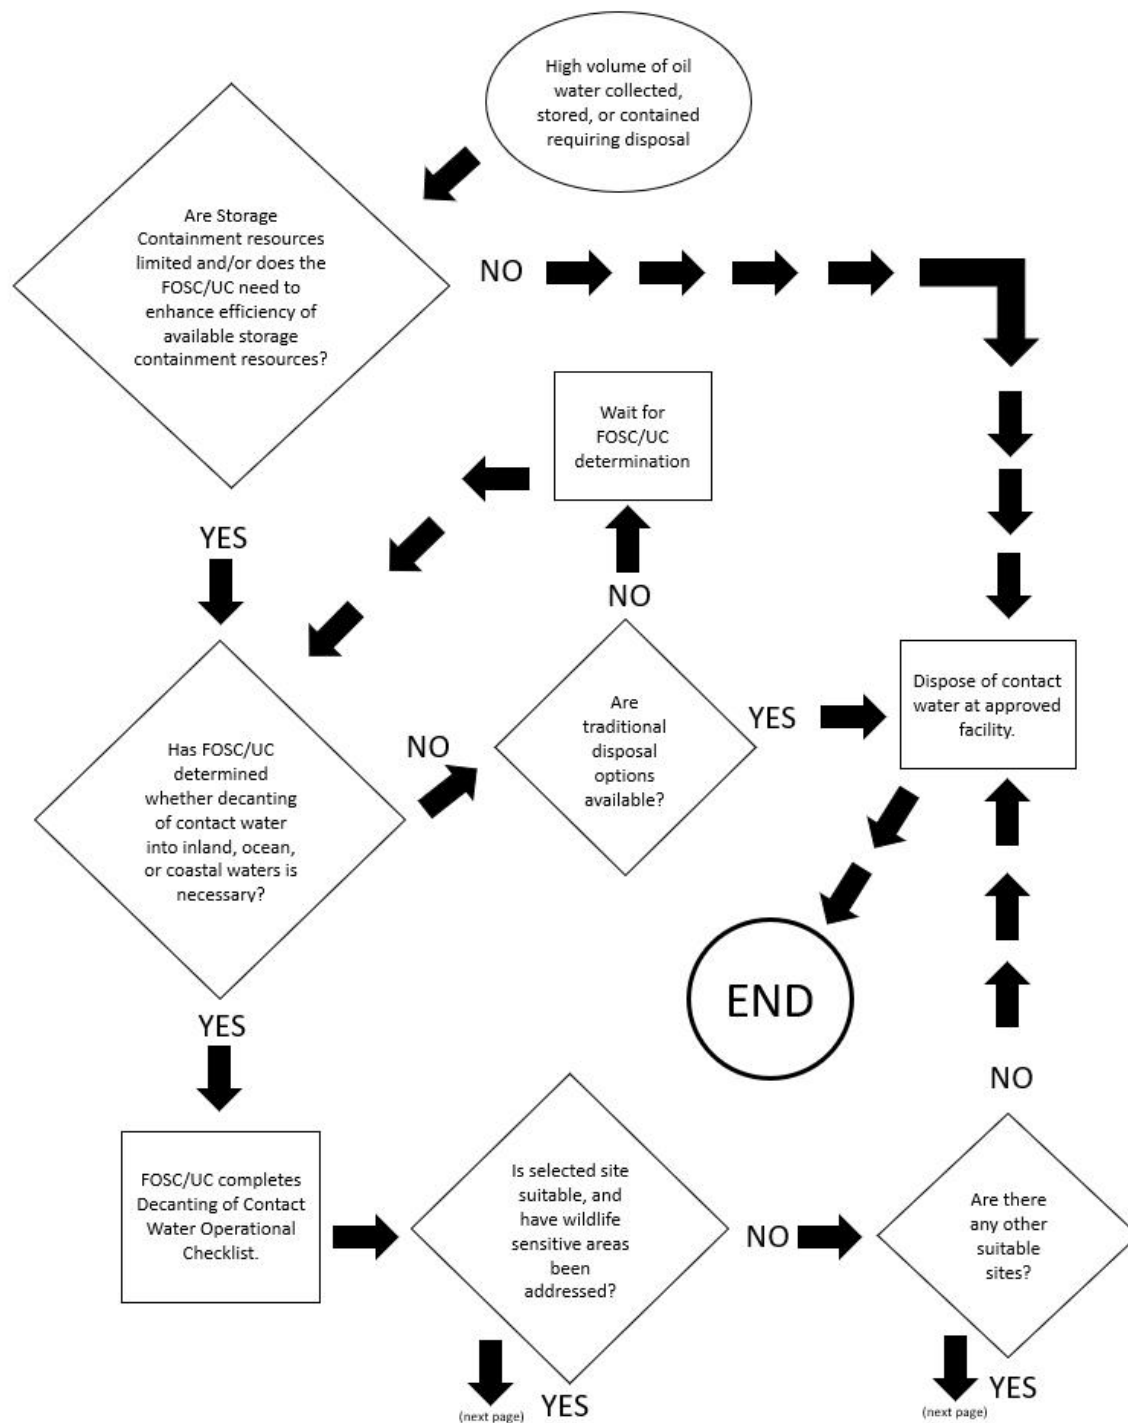 High volume of oil
water collected,
stored, or contained
requiring disposal
Are Storage
Containment resources
limited and/or does the
FOSC/UC need to
enhance efficiency of
available storage
containment resources?
NO
YES
Wait for
FOSC/UC
determination
NO
Has FOSC/UC
determined
whether decanting
of contact water
into inland, ocean,
or coastal waters is
necessary?
NO
Are
traditional
disposal
options
available?
YES
Dispose of contact
water at approved
facility.
END
YES
FOSC/UC completes
Decanting of Contact
Water Operational
Checklist.
Is selected site
suitable, and
have wildlife
sensitive areas
been
addressed?
NO
NO
Are there
any other
suitable
sites?
(next page)
YES
(next page)
YES